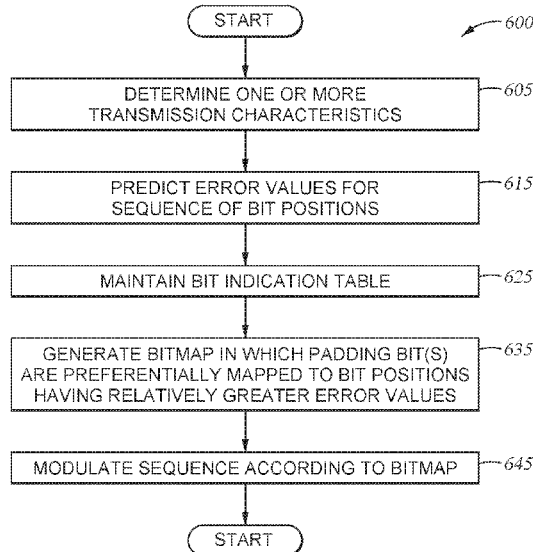 START
600
DETERMINE ONE OR MORE
TRANSMISSION CHARACTERISTICS
605
PREDICT ERROR VALUES FOR
SEQUENCE OF BIT POSITIONS
615
MAINTAIN BIT INDICATION TABLE
625
GENERATE BITMAP IN WHICH PADDING BIT(S)
ARE PREFERENTIALLY MAPPED TO BIT POSITIONS
HAVING RELATIVELY GREATER ERROR VALUES
635
MODULATE SEQUENCE ACCORDING TO BITMAP
645
START